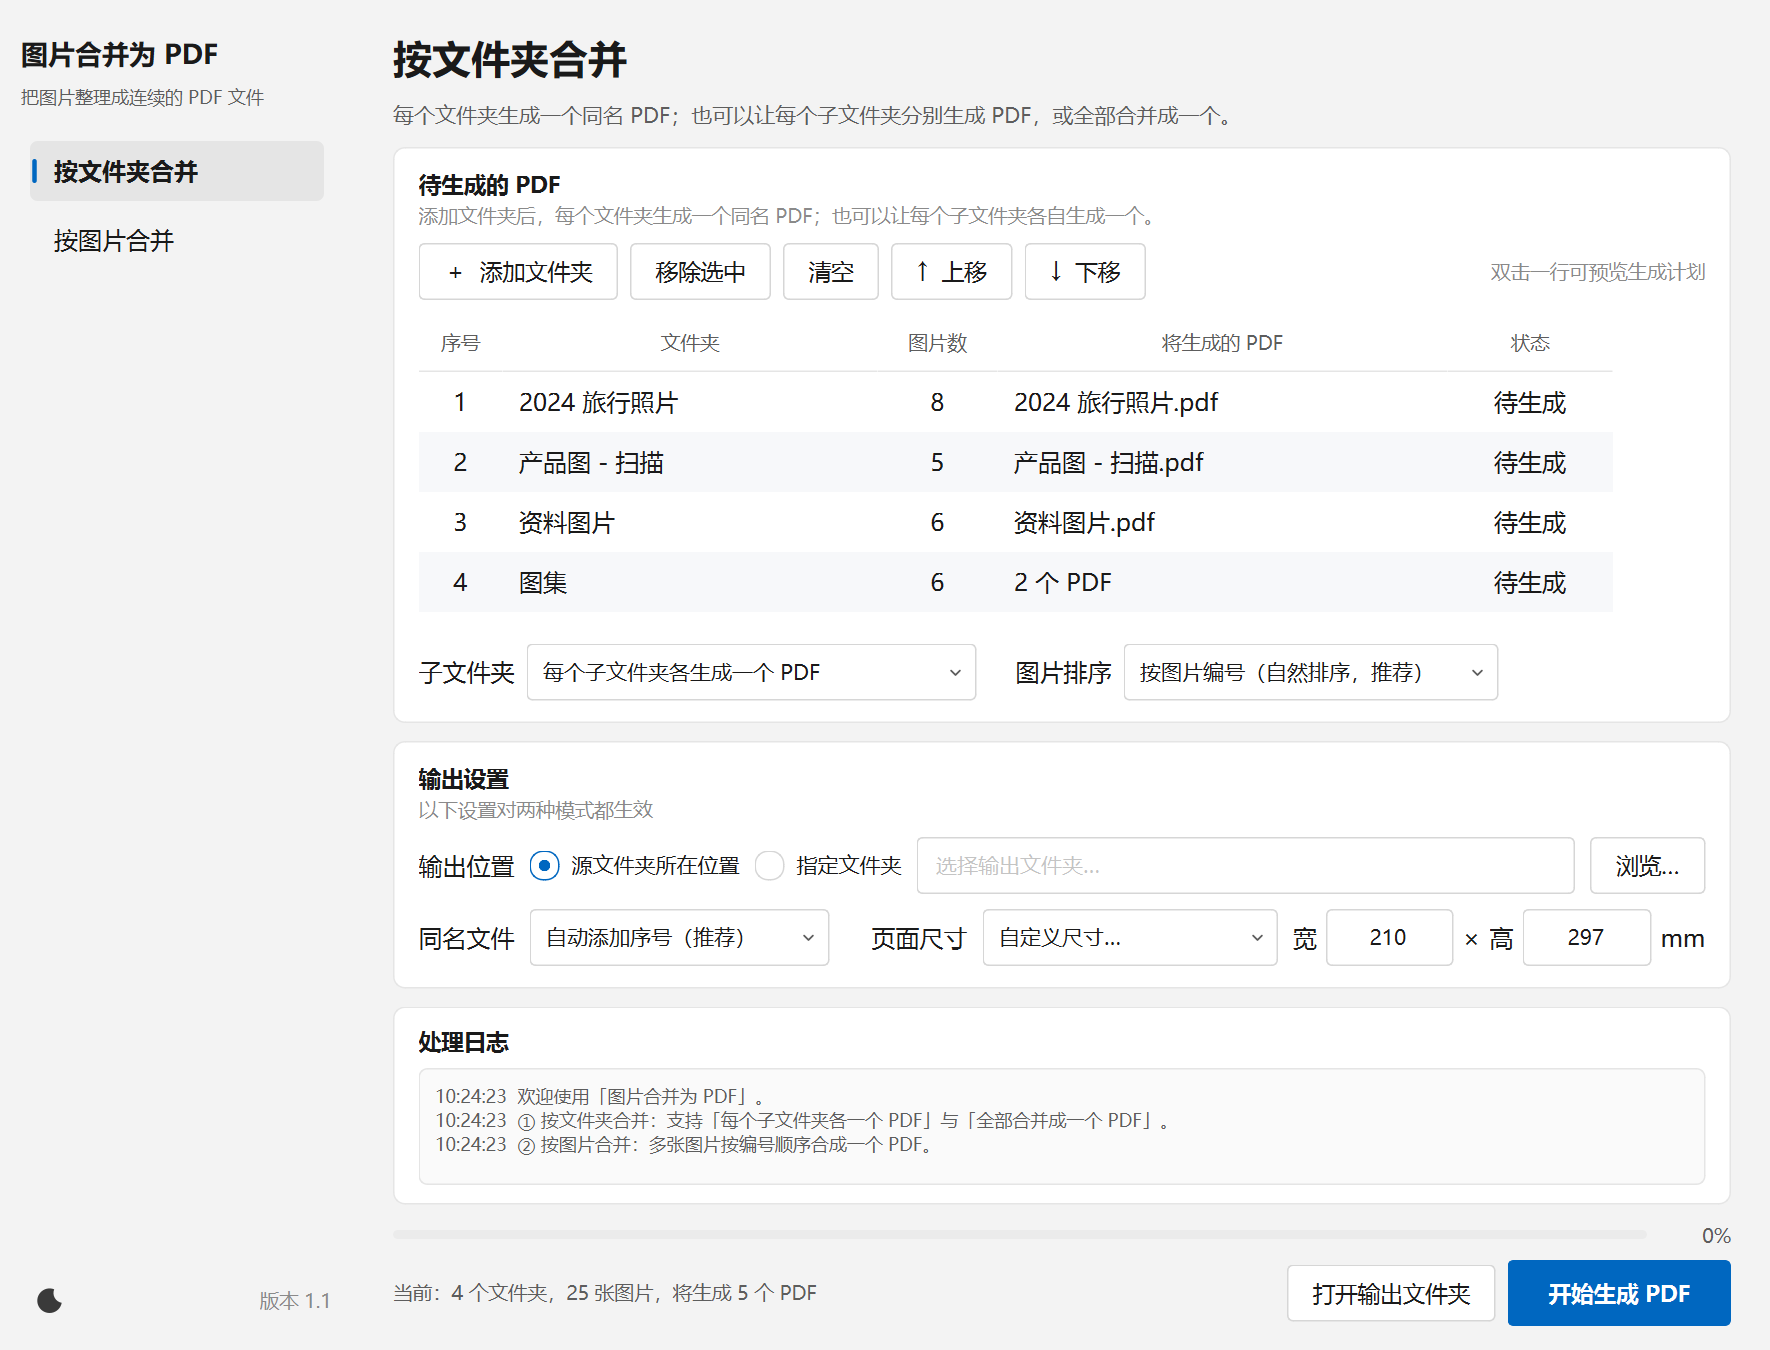 图片合并为 PDF
把图片整理成连续的 PDF 文件
按文件夹合并
按图片合并
版本 1.1
按文件夹合并
每个文件夹生成一个同名 PDF；也可以让每个子文件夹分别生成 PDF，或全部合并成一个。
待生成的 PDF
添加文件夹后，每个文件夹生成一个同名 PDF；也可以让每个子文件夹各自生成一个。
+ 添加文件夹 移除选中 清空 ↑ 上移 ↓ 下移 双击一行可预览生成计划
序号 文件夹 图片数 将生成的 PDF 状态
1 2024 旅行照片 8 2024 旅行照片.pdf 待生成
2 产品图 - 扫描 5 产品图 - 扫描.pdf 待生成
3 资料图片 6 资料图片.pdf 待生成
4 图集 6 2 个 PDF 待生成
子文件夹 每个子文件夹各生成一个 PDF 图片排序 按图片编号（自然排序，推荐）
输出设置
以下设置对两种模式都生效
输出位置 源文件夹所在位置 指定文件夹 选择输出文件夹... 浏览...
同名文件 自动添加序号（推荐） 页面尺寸 自定义尺寸... 宽 210 × 高 297 mm
处理日志
10:24:23 欢迎使用「图片合并为 PDF」。
10:24:23 ① 按文件夹合并：支持「每个子文件夹各一个 PDF」与「全部合并成一个 PDF」。
10:24:23 ② 按图片合并：多张图片按编号顺序合成一个 PDF。
0%
当前：4 个文件夹，25 张图片，将生成 5 个 PDF 打开输出文件夹 开始生成 PDF